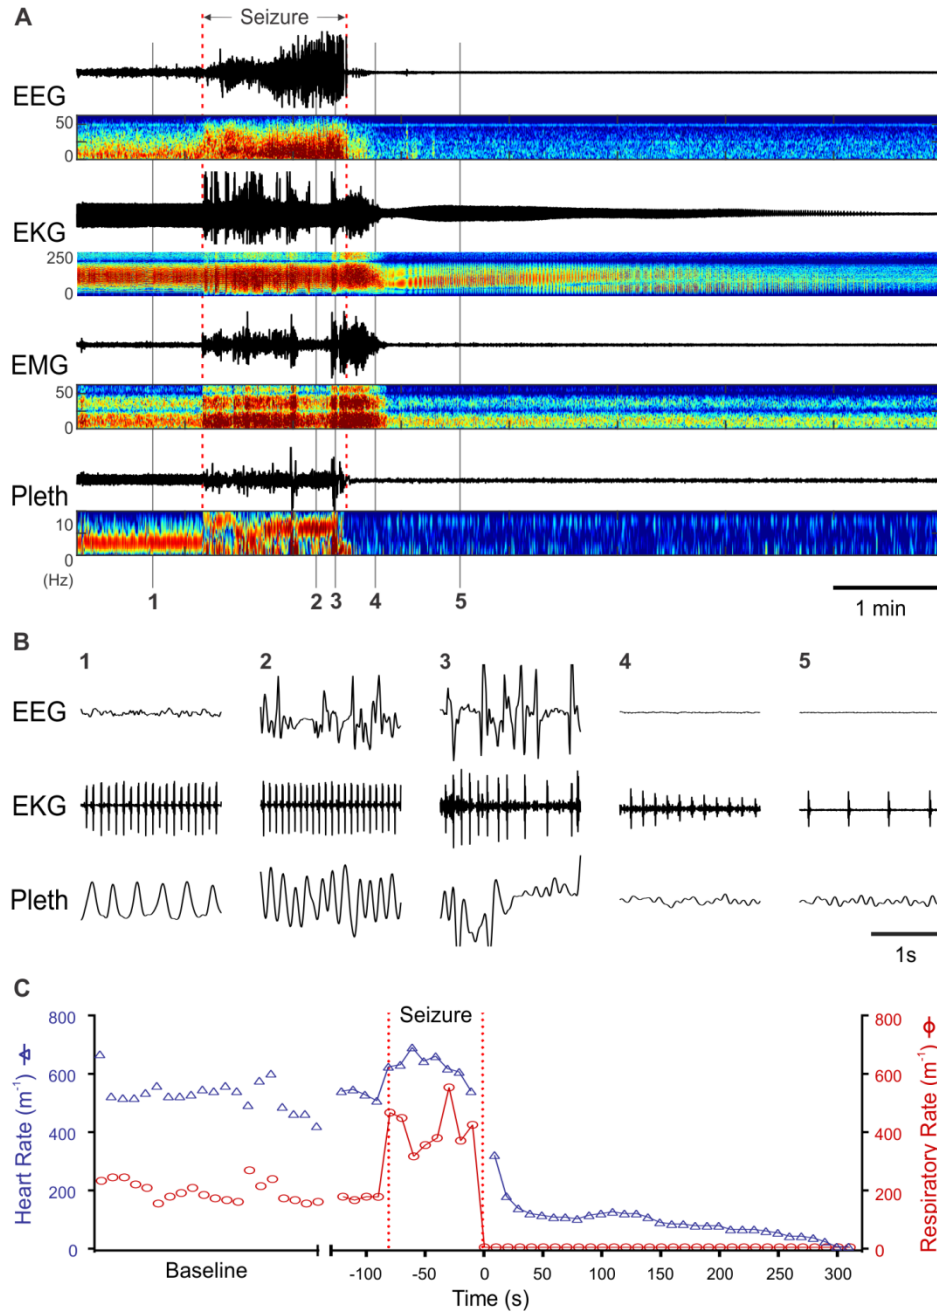 A
Seizure
EEG
50
0
EKG
250
0
EMG
50
0
Pleth
10
0
(Hz)
1 2 3 4 5
1 min
B
1 2 3 4 5
EEG
EKG
Pleth
1s
C
Seizure
800 800
600 600
400 400
200 200
0 0
Heart Rate (m⁻¹)
Respiratory Rate (m⁻¹)
Baseline
-100 -50 0 50 100 150 200 250 300
Time (s)